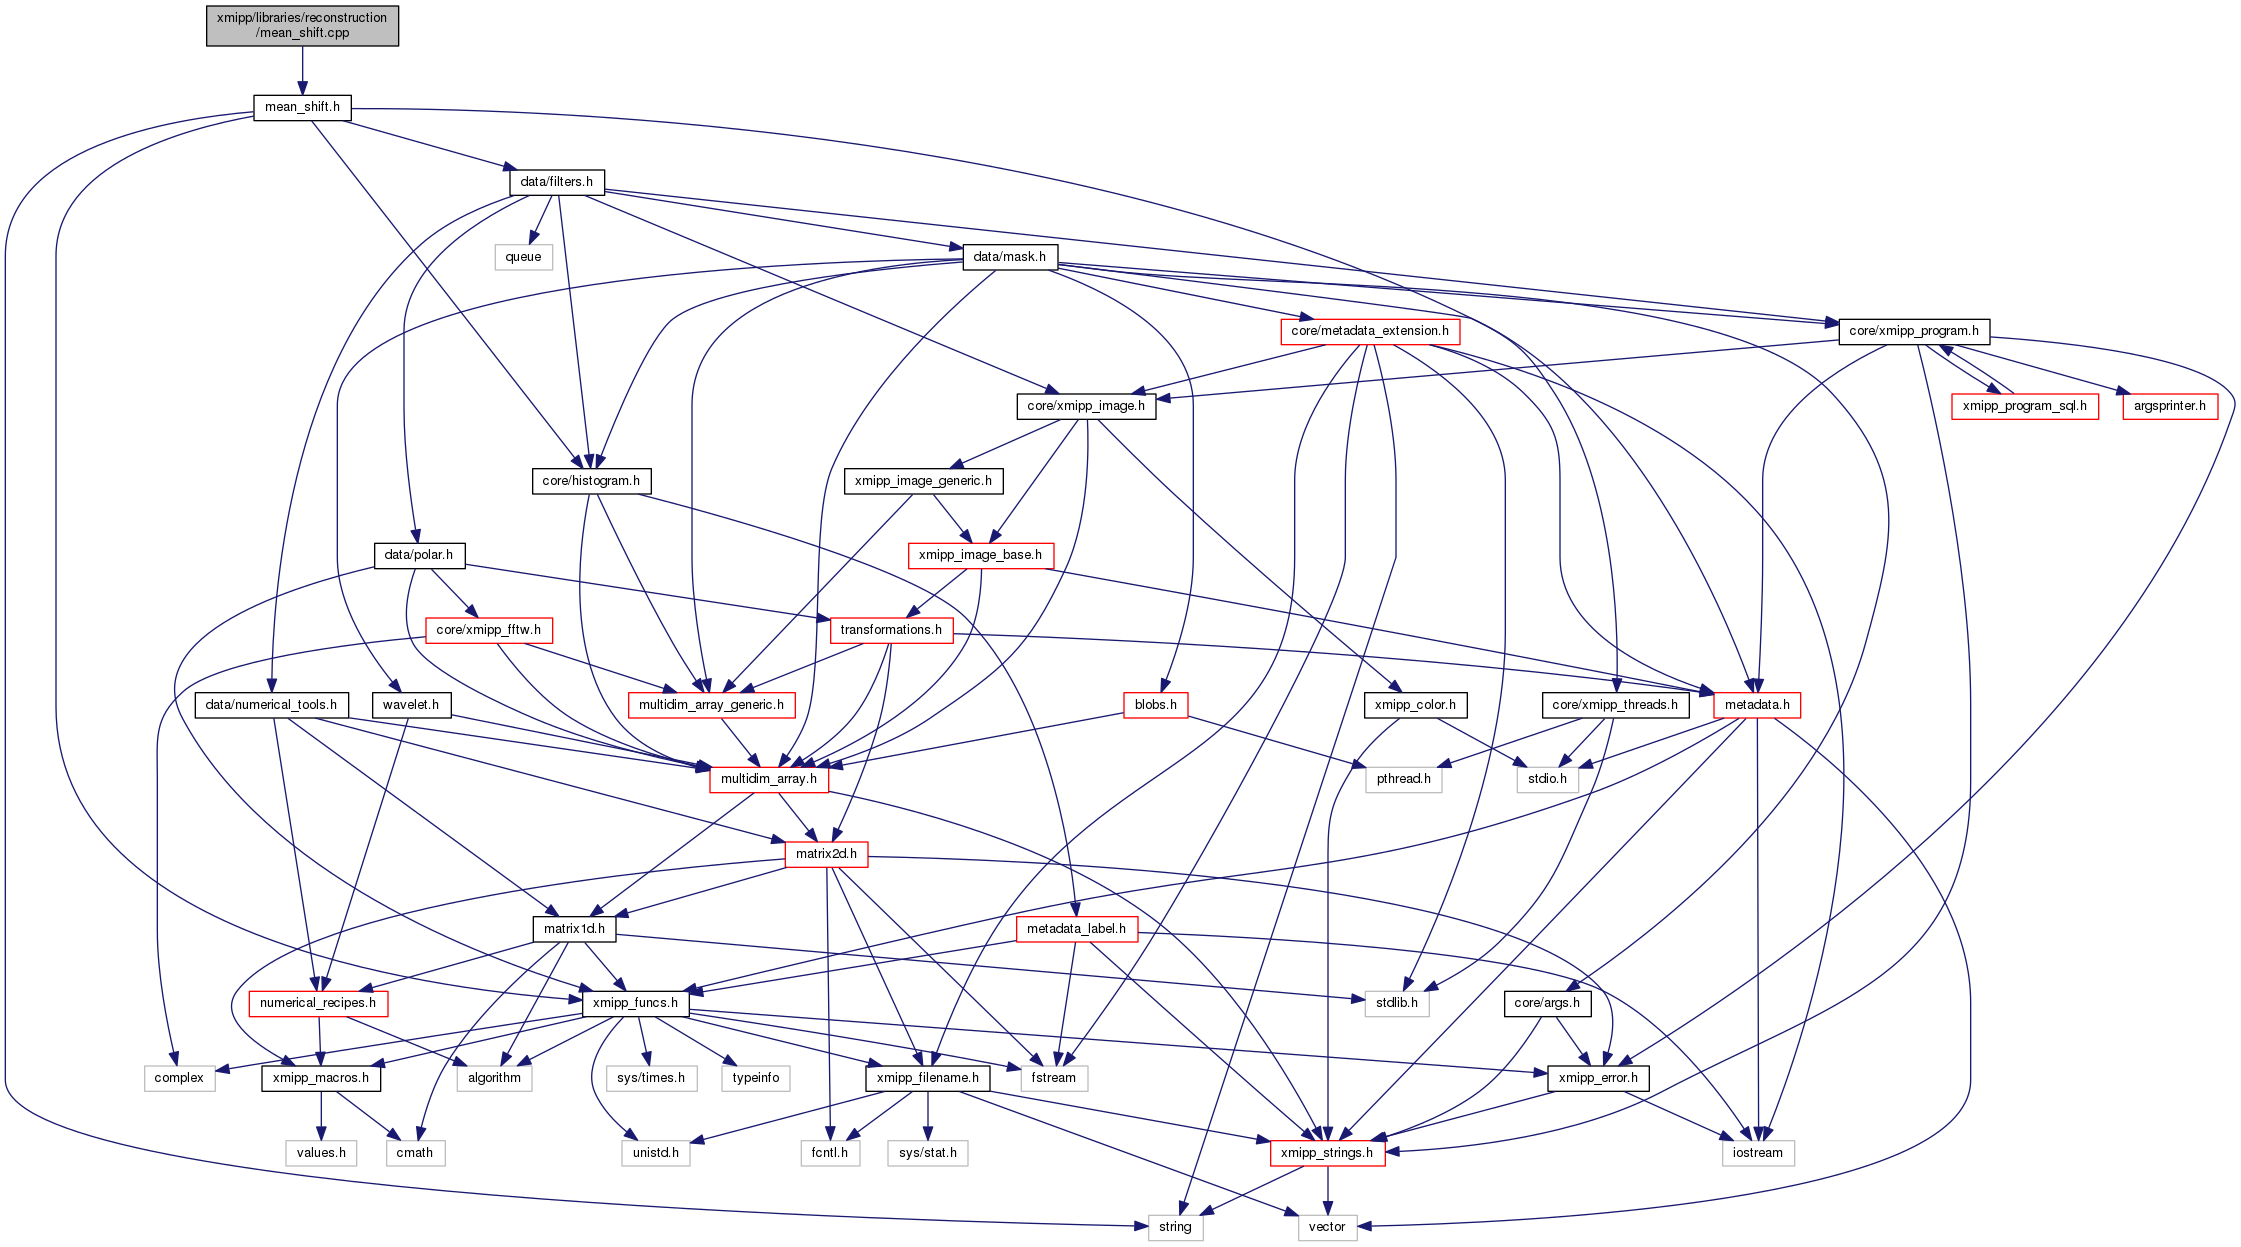 xmipp/libraries/reconstruction
/mean_shift.cpp
mean_shift.h
data/filters.h
queue
data/mask.h
core/metadata_extension.h
core/xmipp_program.h
core/xmipp_image.h
xmipp_program_sql.h
argsprinter.h
core/histogram.h
xmipp_image_generic.h
data/polar.h
xmipp_image_base.h
core/xmipp_fftw.h
transformations.h
data/numerical_tools.h
wavelet.h
multidim_array_generic.h
blobs.h
xmipp_color.h
core/xmipp_threads.h
metadata.h
multidim_array.h
pthread.h
stdio.h
matrix2d.h
matrix1d.h
metadata_label.h
numerical_recipes.h
xmipp_funcs.h
stdlib.h
core/args.h
complex
xmipp_macros.h
algorithm
sys/times.h
typeinfo
xmipp_filename.h
fstream
xmipp_error.h
values.h
cmath
unistd.h
fcntl.h
sys/stat.h
xmipp_strings.h
iostream
string
vector